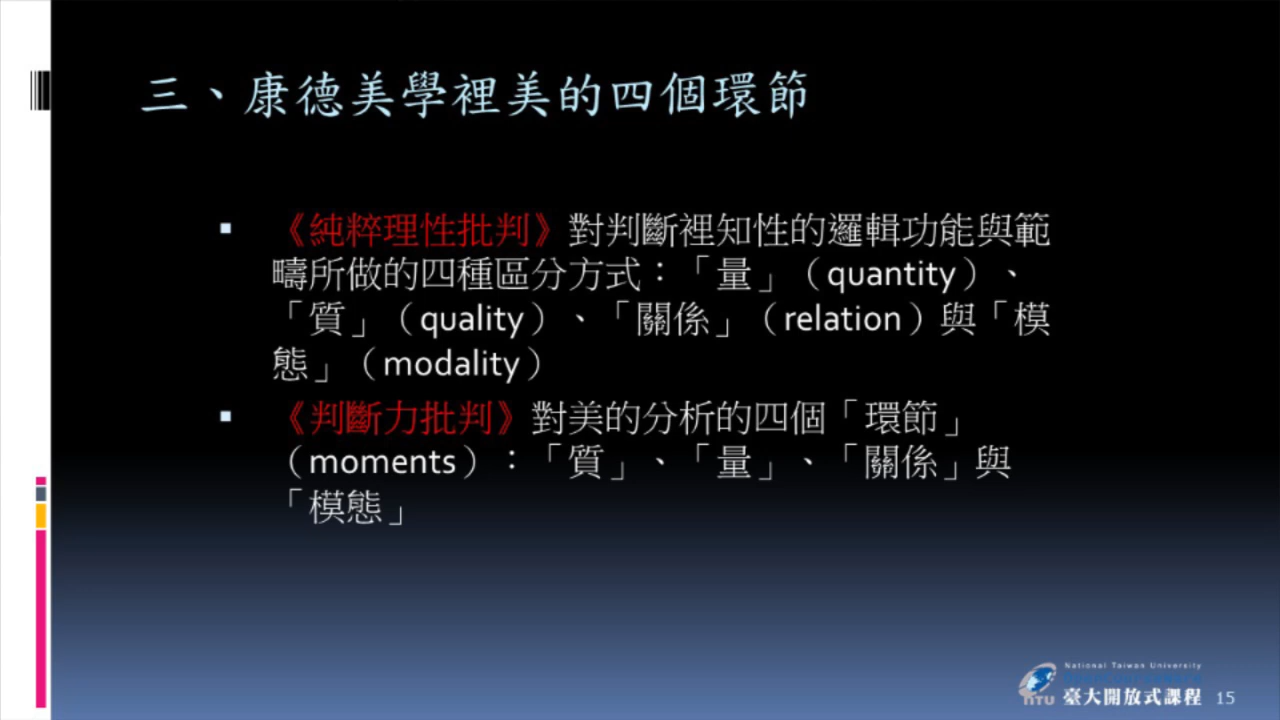 三、康德美學裡美的四個環節
《純粹理性批判》對判斷裡知性的邏輯功能與範
疇所做的四種區分方式：「量」（quantity）、
「質」（quality）、「關係」（relation）與「模
態」（modality）
《判斷力批判》對美的分析的四個「環節」
（moments）：「質」、「量」、「關係」與
「模態」
National Taiwan University
NTU 臺大開放式課程 15